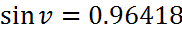 sin v = 0.96418